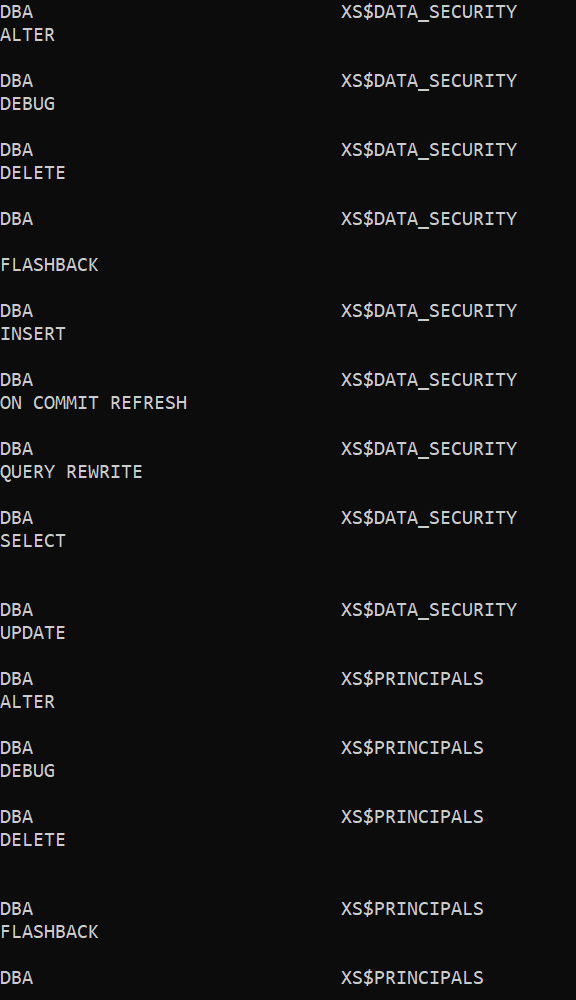 DBA XS$DATA_SECURITY
ALTER
DBA XS$DATA_SECURITY
DEBUG
DBA XS$DATA_SECURITY
DELETE
DBA XS$DATA_SECURITY
FLASHBACK
DBA XS$DATA_SECURITY
INSERT
DBA XS$DATA_SECURITY
ON COMMIT REFRESH
DBA XS$DATA_SECURITY
QUERY REWRITE
DBA XS$DATA_SECURITY
SELECT
DBA XS$DATA_SECURITY
UPDATE
DBA XS$PRINCIPALS
ALTER
DBA XS$PRINCIPALS
DEBUG
DBA XS$PRINCIPALS
DELETE
DBA XS$PRINCIPALS
FLASHBACK
DBA XS$PRINCIPALS